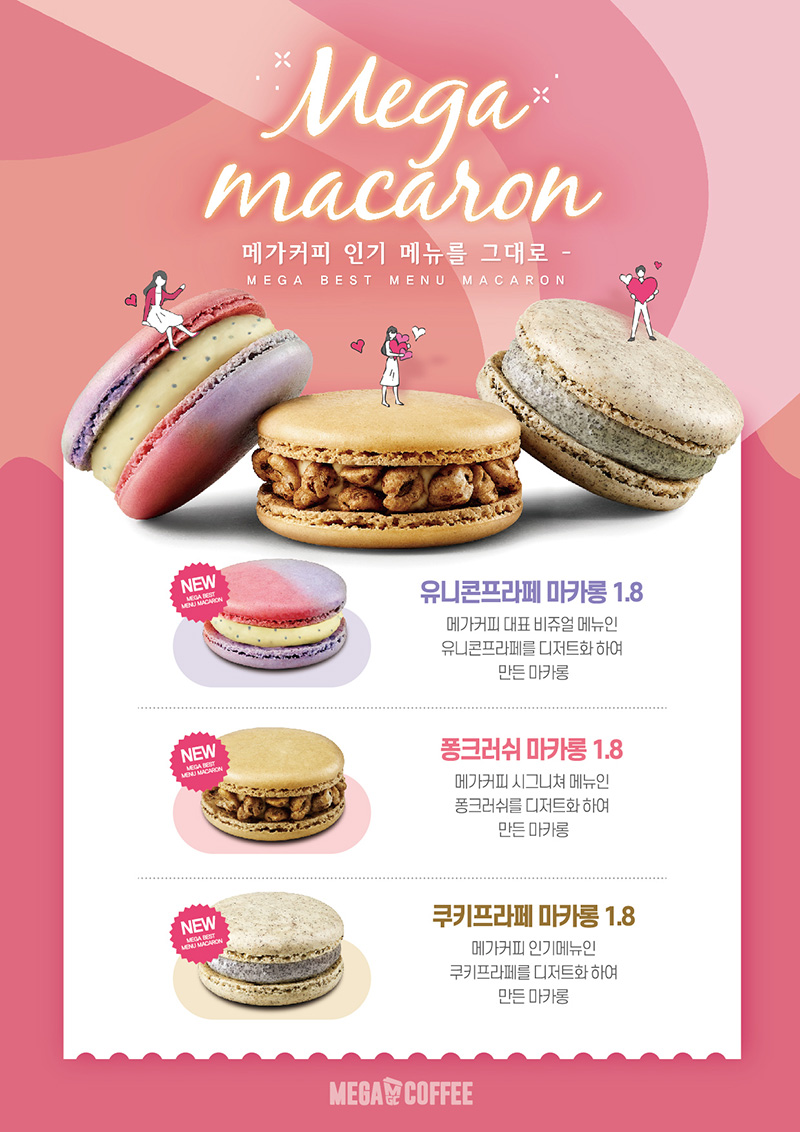 Mega
macaron
메가커피 인기 메뉴를 그대로 -
MEGA BEST MENU MACARON
NEW
MEGA BEST
MENU MACARON
유니콘프라페 마카롱 1.8
메가커피 대표 비쥬얼 메뉴인
유니콘프라페를 디저트화 하여
만든 마카롱
NEW
MEGA BEST
MENU MACARON
퐁크러쉬 마카롱 1.8
메가커피 시그니쳐 메뉴인
퐁크러쉬를 디저트화 하여
만든 마카롱
NEW
MEGA BEST
MENU MACARON
쿠키프라페 마카롱 1.8
메가커피 인기메뉴인
쿠키프라페를 디저트화 하여
만든 마카롱
MEGA MGC COFFEE